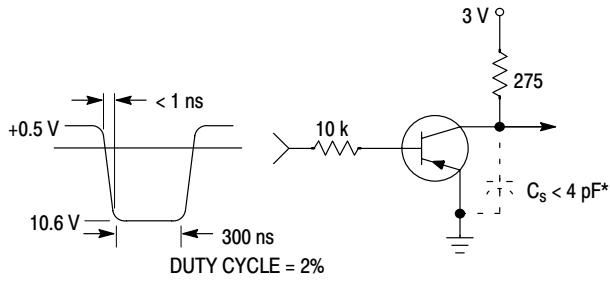 3 V
275
< 1 ns
+0.5 V
10 k
C_s < 4 pF*
10.6 V
300 ns
DUTY CYCLE = 2%